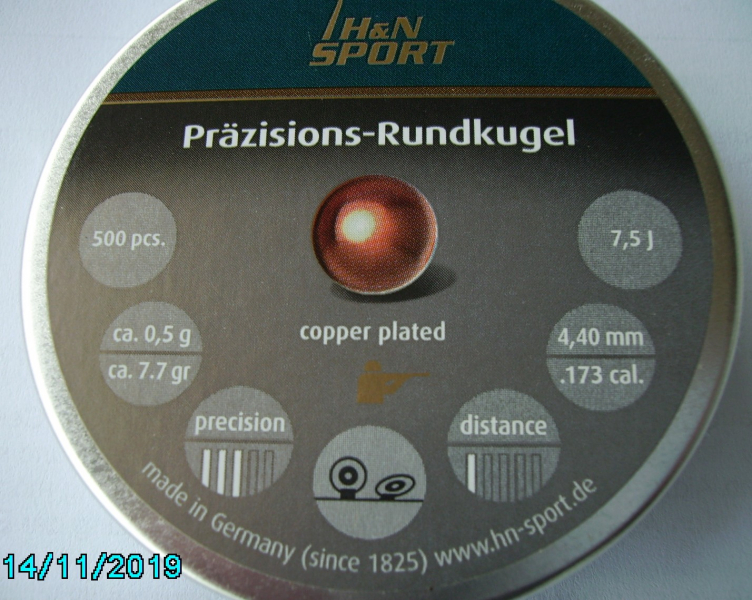 H&N
SPORT
Präzisions-Rundkugel
500 pcs.
7,5 J
ca. 0,5 g
ca. 7.7 gr
copper plated
4,40 mm
.173 cal.
precision
distance
made in Germany (since 1825) www.hn-sport.de
14/11/2019